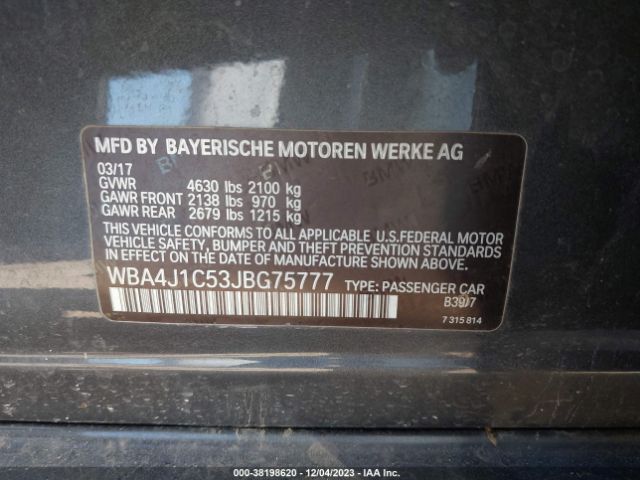 MFD BY BAYERISCHE MOTOREN WERKE AG
03/17
GVWR 4630 lbs 2100 kg
GAWR FRONT 2138 lbs 970 kg
GAWR REAR 2679 lbs 1215 kg
THIS VEHICLE CONFORMS TO ALL APPLICABLE U.S.FEDERAL MOTOR
VEHICLE SAFETY, BUMPER AND THEFT PREVENTION STANDARDS
IN EFFECT ON THE DATE OF MANUFACTURE SHOWN ABOVE.
WBA4J1C53JBG75777 TYPE: PASSENGER CAR
B39/7
7 315 814
000-38198620 - 12/04/2023 - IAA Inc.